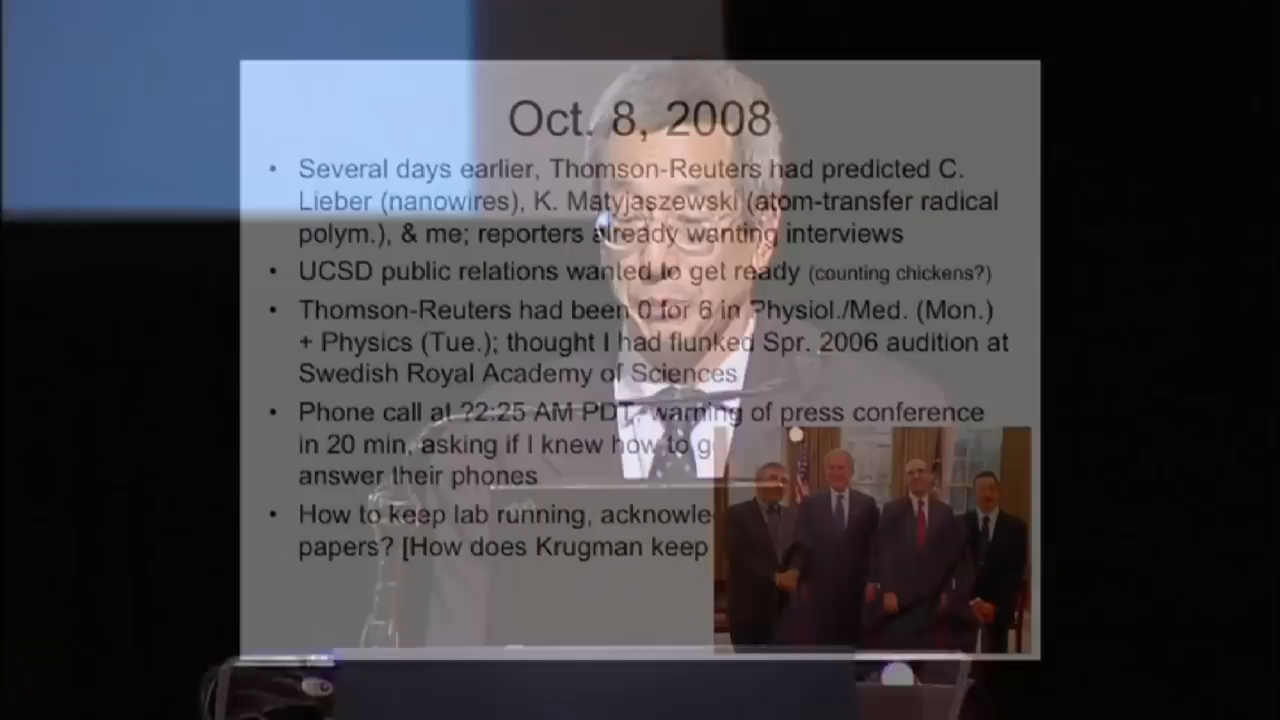 Oct. 8, 2008
• Several days earlier, Thomson-Reuters had predicted C.
Lieber (nanowires), K. Matyjaszewski (atom-transfer radical
polym.), & me; reporters already wanting interviews
• UCSD public relations wanted to get ready (counting chickens?)
• Thomson-Reuters had been 0 for 6 in Physiol./Med. (Mon.)
+ Physics (Tue.); thought I had flunked Spr. 2006 audition at
Swedish Royal Academy of Sciences
• Phone call at ?2:25 AM PDT, warning of press conference
in 20 min, asking if I knew how to g
answer their phones
• How to keep lab running, acknowle
papers? [How does Krugman keep